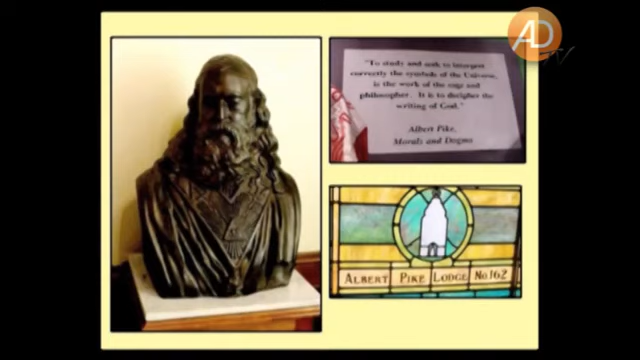 AD
TV
"To study and seek to interpret
correctly the symbols of the Universe,
is the work of the sage and
philosopher. It is to decipher the
writing of God."
Albert Pike,
Morals and Dogma
ALBERT PIKE LODGE No.162